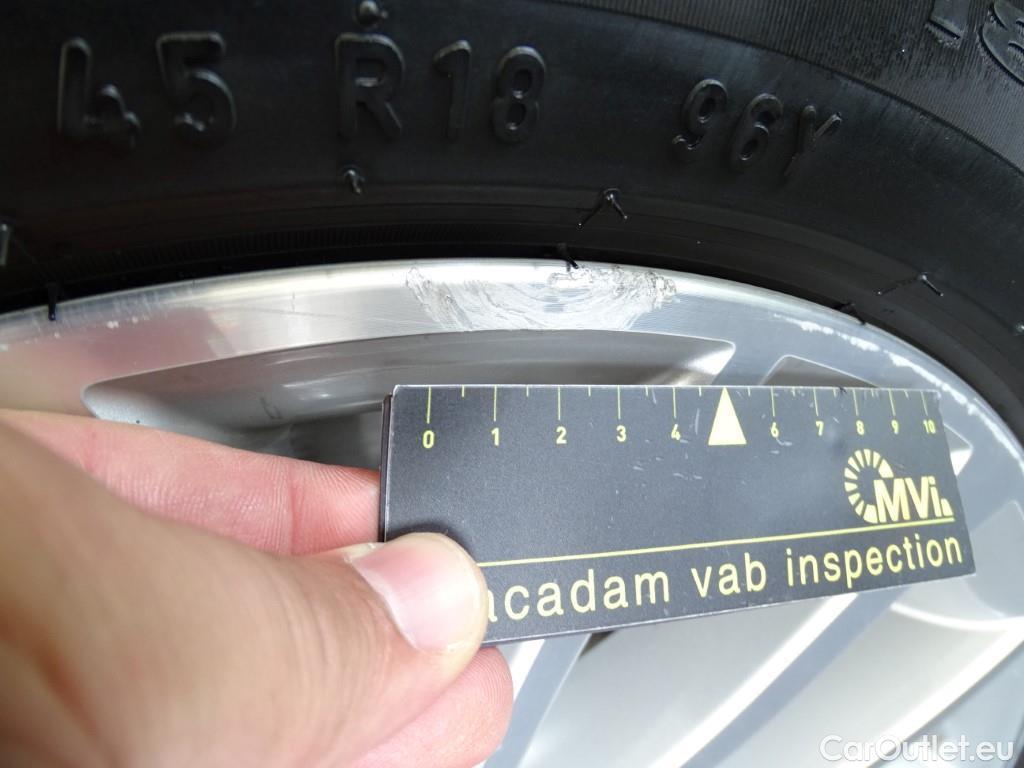 45 R18 96Y
0 1 2 3 4 6 7 8 9 10
MVi
acadam vab inspection
CarOutlet.eu